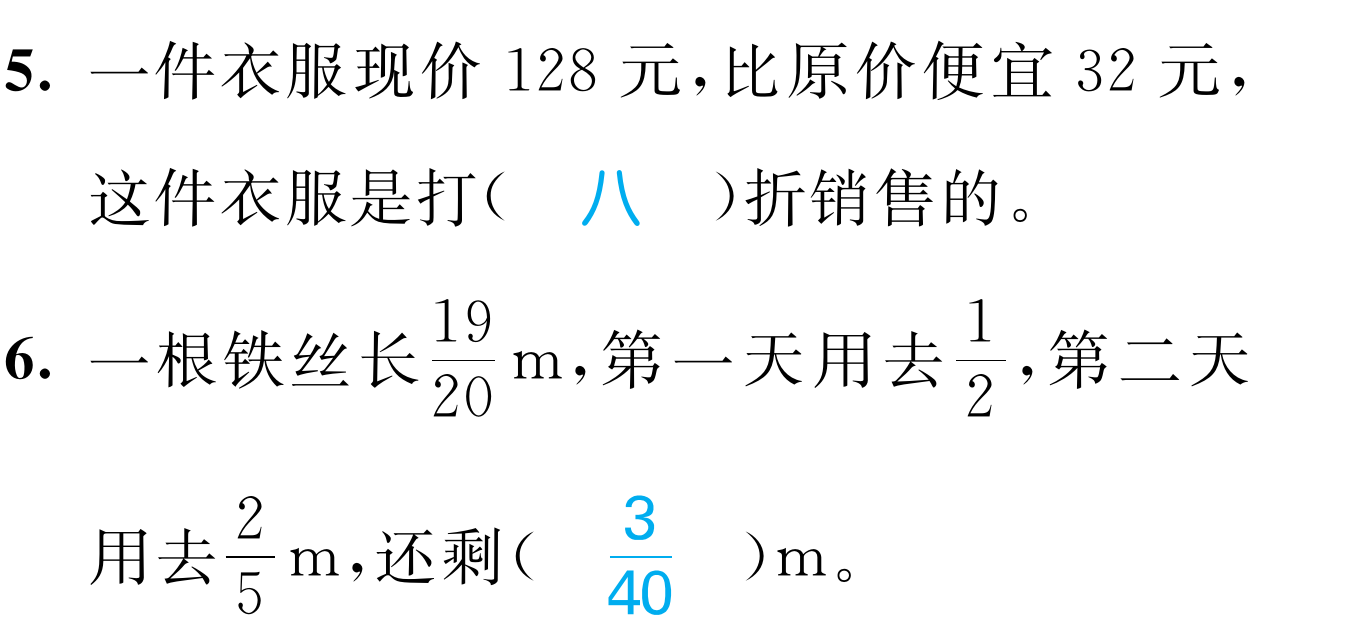 5. 一件衣服现价 128 元,比原价便宜 32 元,
这件衣服是打( 八 )折销售的。
6. 一根铁丝长 19/20 m,第一天用去 1/2,第二天
用去 2/5 m,还剩( 3/40 )m。